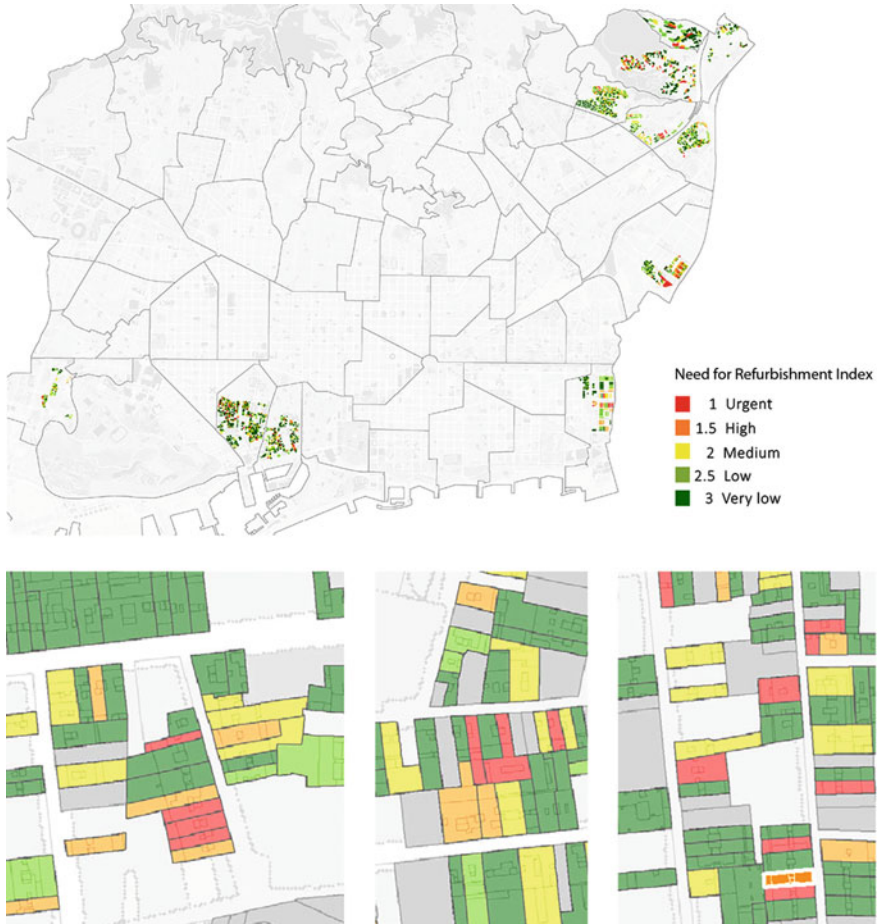 Need for Refurbishment Index
1 Urgent
1.5 High
2 Medium
2.5 Low
3 Very low